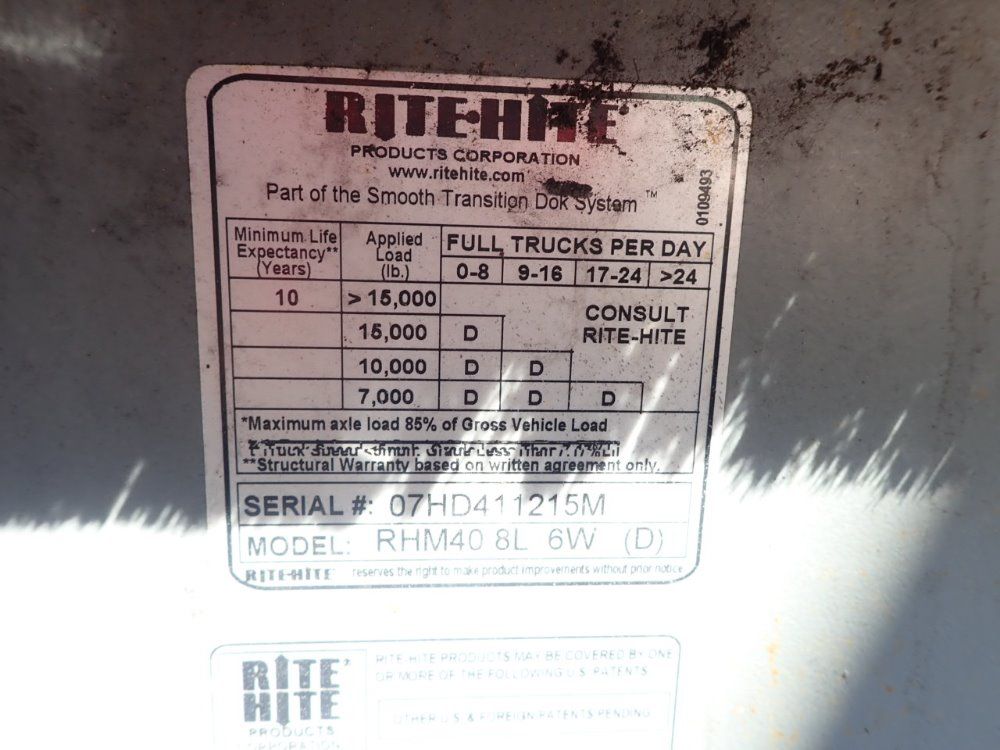 RITE-HITE
PRODUCTS CORPORATION
www.ritehite.com
Part of the Smooth Transition Dok System ™
0109493
Minimum Life Expectancy** (Years) Applied Load (lb.) FULL TRUCKS PER DAY
0-8 9-16 17-24 >24
10 > 15,000
CONSULT
RITE-HITE
15,000 D
10,000 D D
7,000 D D D
*Maximum axle load 85% of Gross Vehicle Load
**Structural Warranty based on written agreement only.
SERIAL #: 07HD411215M
MODEL: RHM40 8L 6W (D)
RITE-HITE reserves the right to make product improvements without prior notice
RITE HITE
PRODUCTS
CORPORATION
RITE-HITE PRODUCTS MAY BE COVERED BY ONE
OR MORE OF THE FOLLOWING U.S. PATENTS
OTHER U.S. & FOREIGN PATENTS PENDING